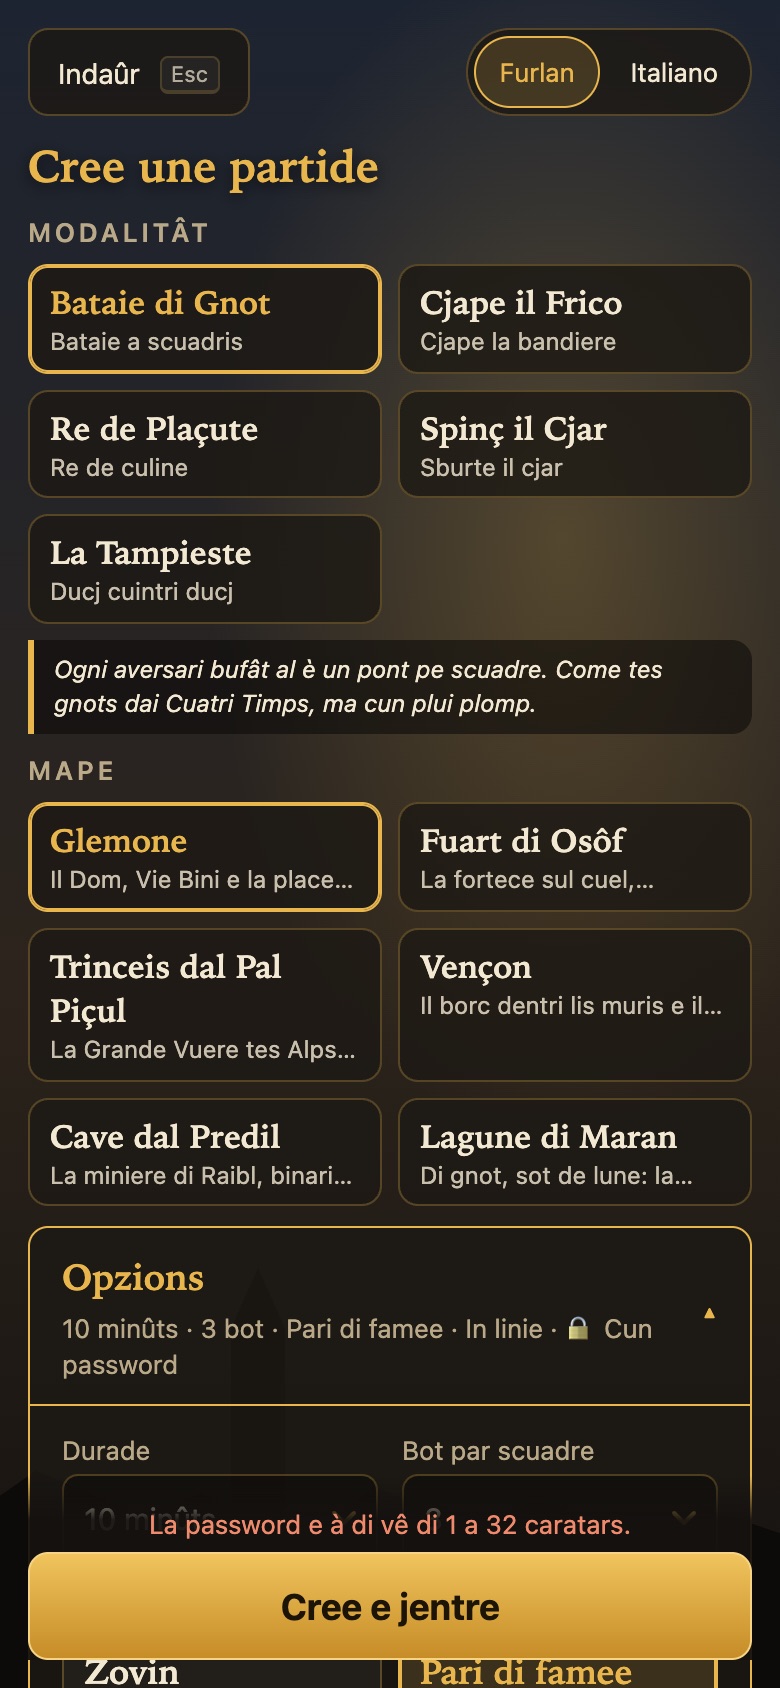 Indaûr Esc
Furlan Italiano
Cree une partide
MODALITÂT
Bataie di Gnot
Bataie a scuadris
Cjape il Frico
Cjape la bandiere
Re de Plaçute
Re de culine
Spinç il Cjar
Sburte il cjar
La Tampieste
Ducj cuintri ducj
Ogni aversari bufât al è un pont pe scuadre. Come tes
gnots dai Cuatri Timps, ma cun plui plomp.
MAPE
Glemone
Il Dom, Vie Bini e la place...
Fuart di Osôf
La fortece sul cuel,...
Trinceis dal Pal
Piçul
La Grande Vuere tes Alps...
Vençon
Il borc dentri lis muris e il...
Cave dal Predil
La miniere di Raibl, binari...
Lagune di Maran
Di gnot, sot de lune: la...
Opzions
10 minûts · 3 bot · Pari di famee · In linie · 🔒 Cun
password
▲
Durade
Bot par scuadre
10 minûts
La password e à di vê di 1 a 32 caratars.
Cree e jentre
Zovin
Pari di famee